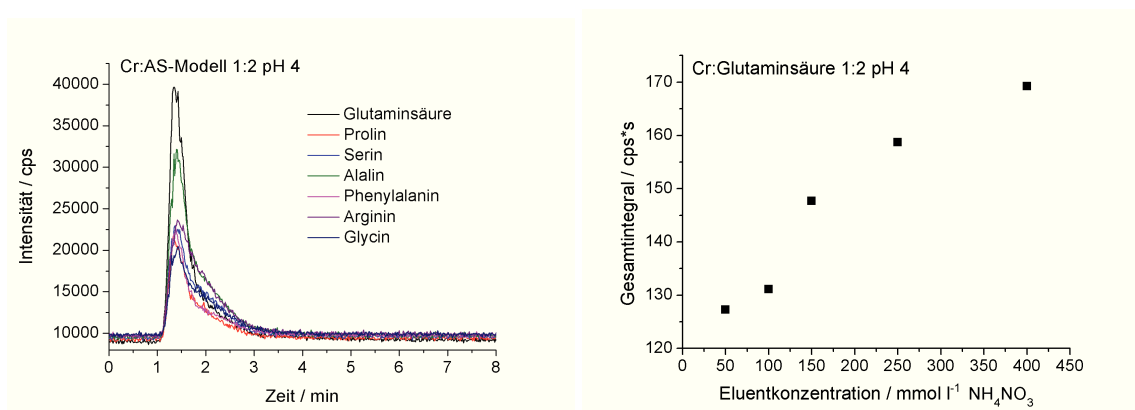 Cr:AS-Modell 1:2 pH 4
40000
35000
30000
25000
20000
15000
10000
Intensität / cps
Glutaminsäure
Prolin
Serin
Alalin
Phenylalanin
Arginin
Glycin
0 1 2 3 4 5 6 7 8
Zeit / min
Cr:Glutaminsäure 1:2 pH 4
170
160
150
140
130
120
Gesamtintegral / cps*s
0 50 100 150 200 250 300 350 400 450
Eluentkonzentration / mmol l⁻¹ NH₄NO₃